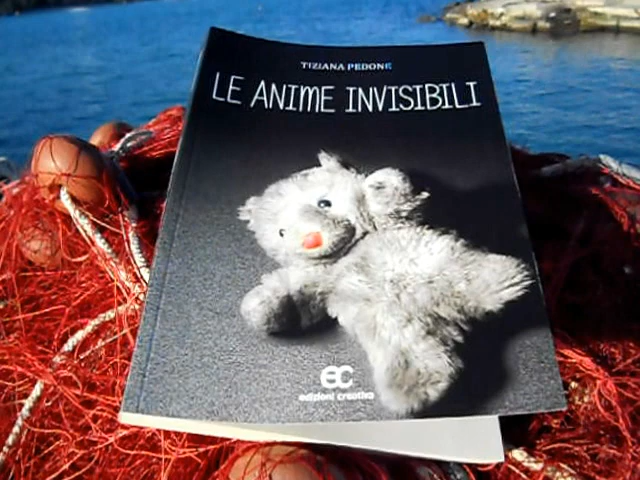 TIZIANA PEDONE
LE ANIME INVISIBILI
ec
edizioni creativa